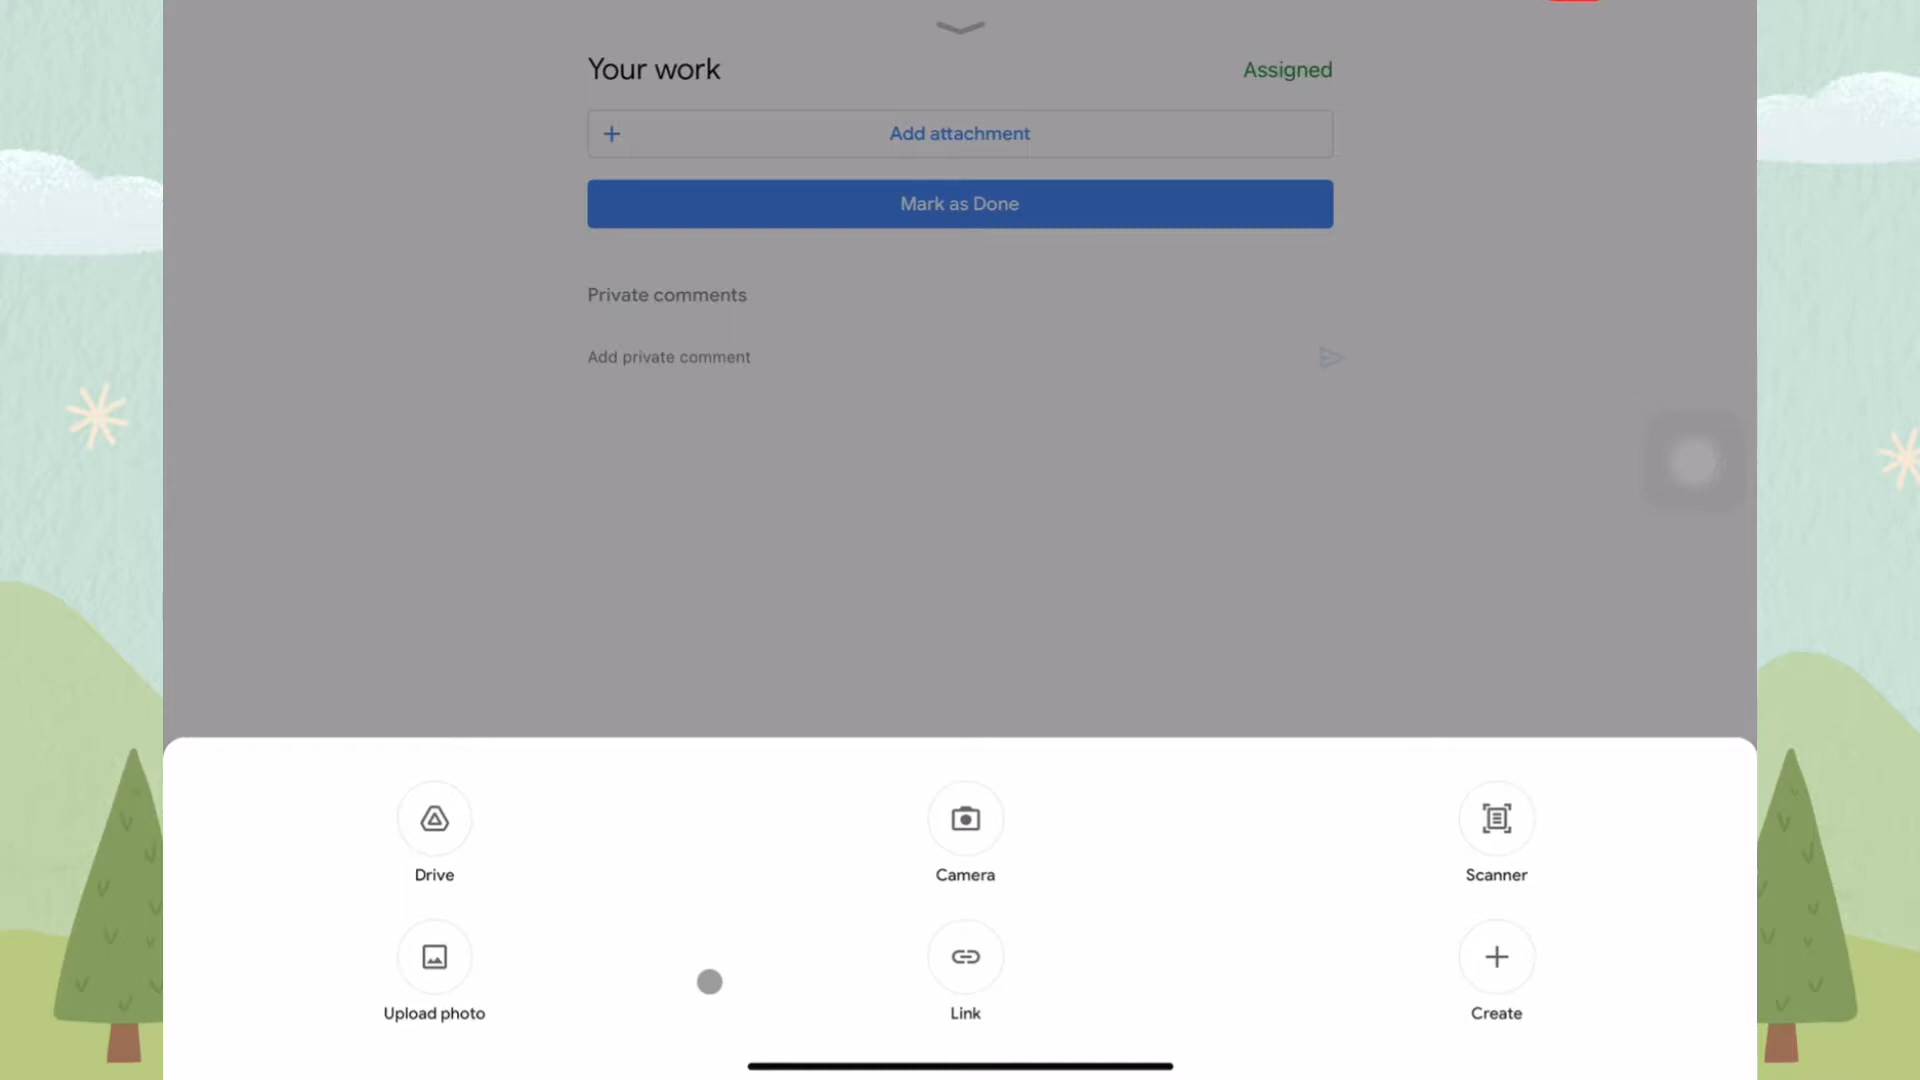 Your work
Assigned
Add attachment
Mark as Done
Private comments
Add private comment
Drive
Camera
Scanner
Upload photo
Link
Create